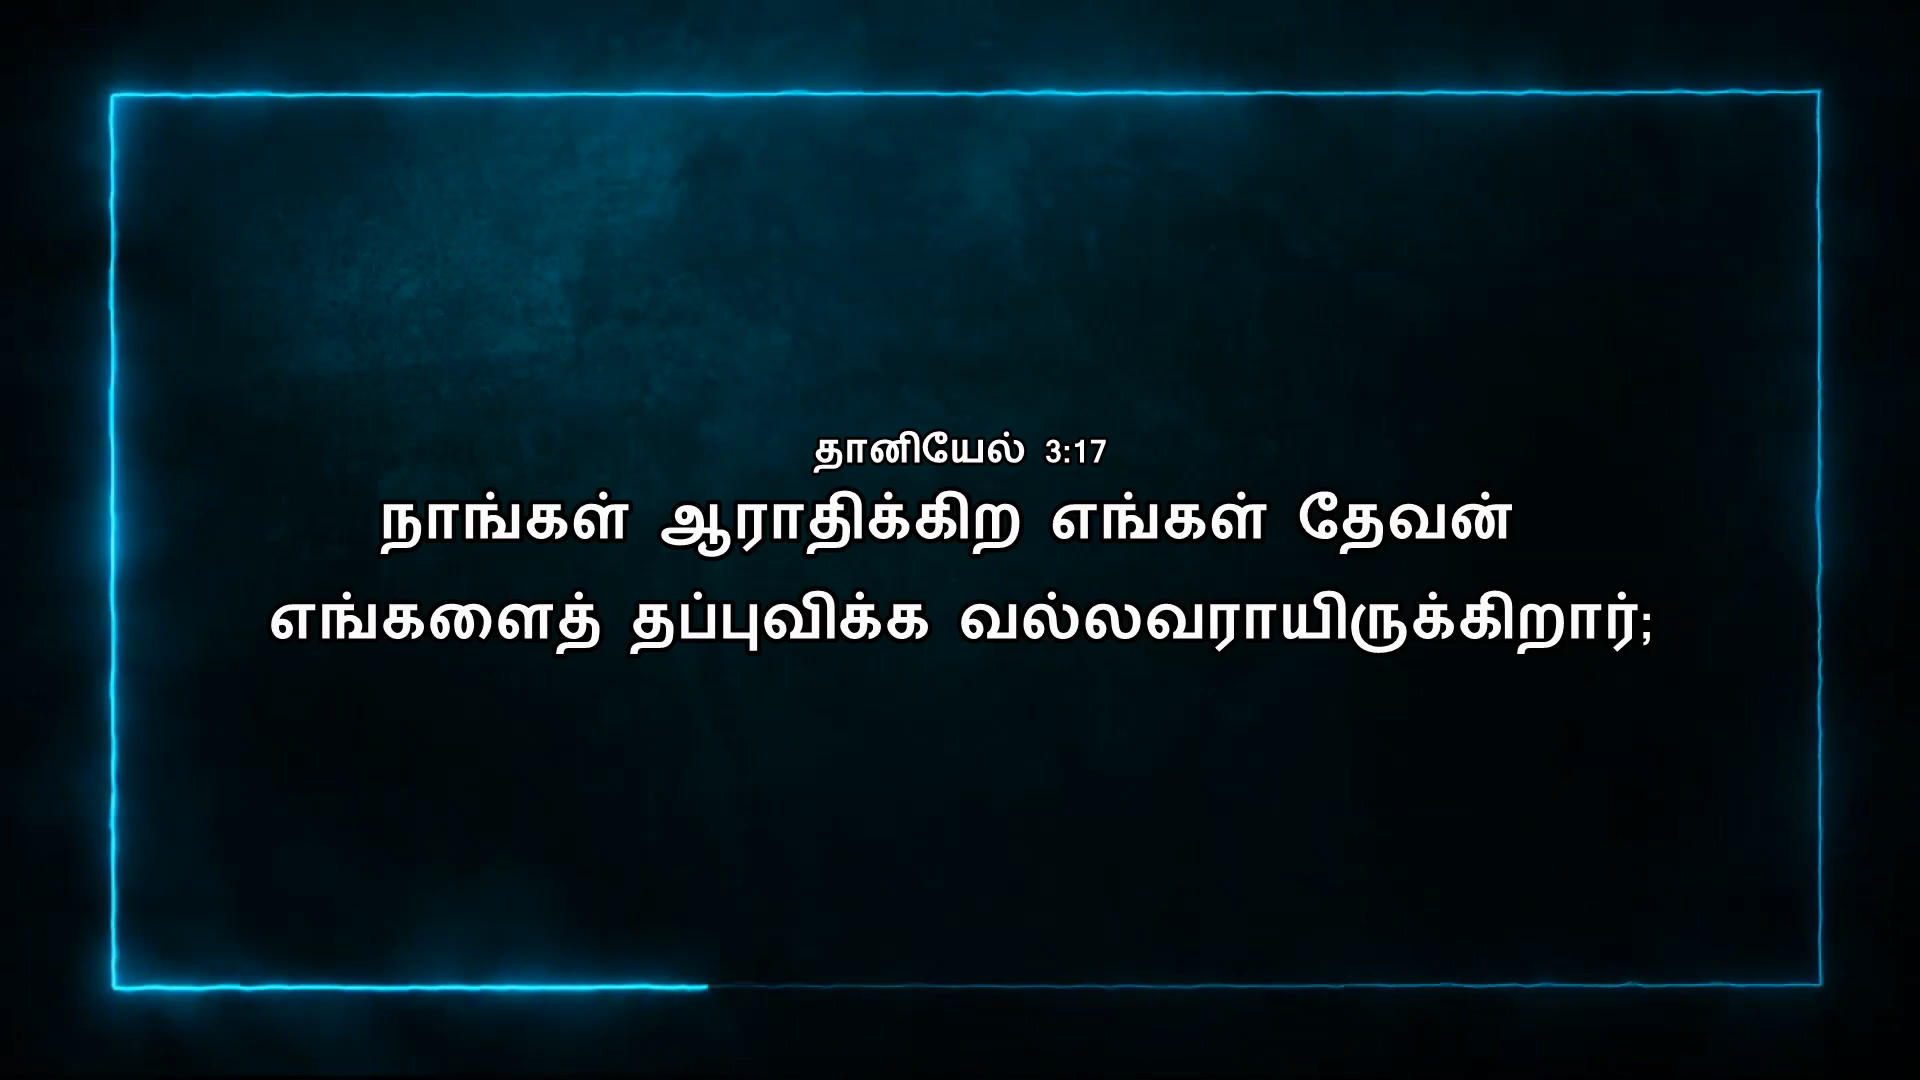 தானியேல் 3:17
நாங்கள் ஆராதிக்கிற எங்கள் தேவன்
எங்களைத் தப்புவிக்க வல்லவராயிருக்கிறார்;